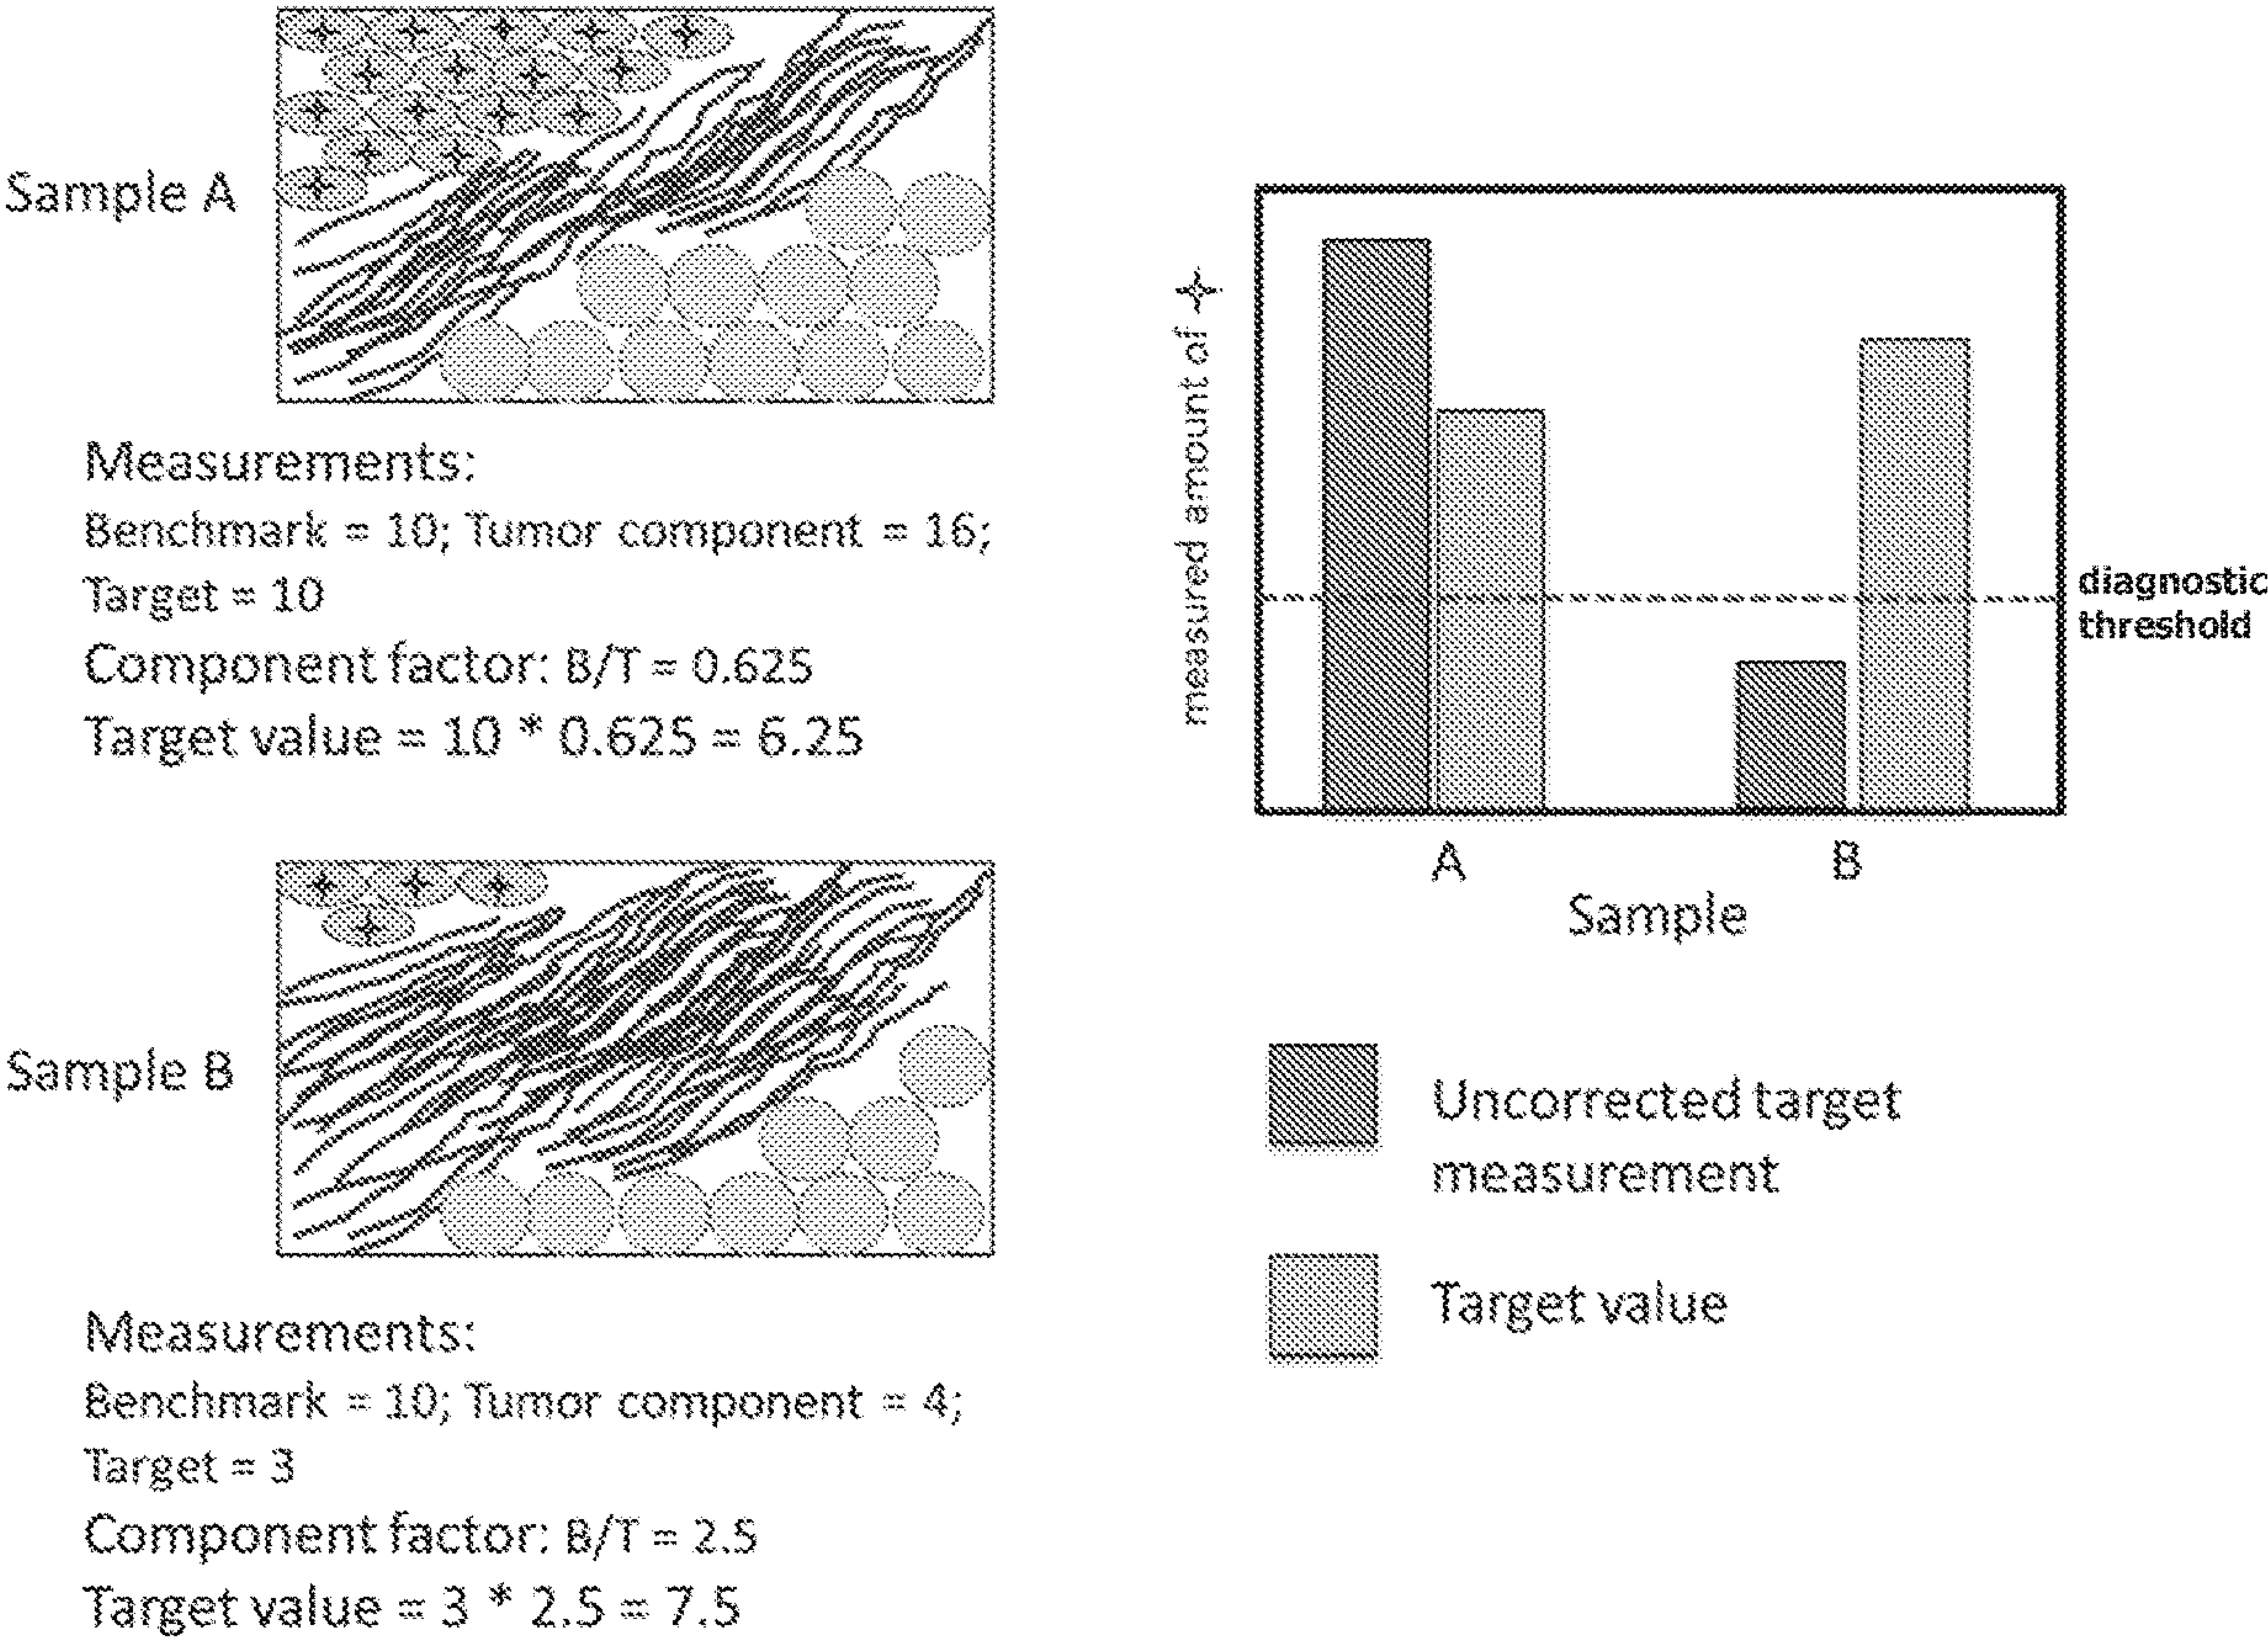 Sample A
Measurements:
Benchmark = 10; Tumor component = 16;
Target = 10
Component factor: B/T = 0.625
Target value = 10 * 0.625 = 6.25
Sample B
Measurements:
Benchmark = 10; Tumor component = 4;
Target = 3
Component factor: B/T = 2.5
Target value = 3 * 2.5 = 7.5
measured amount of
diagnostic
threshold
A
B
Sample
Uncorrected target
measurement
Target value